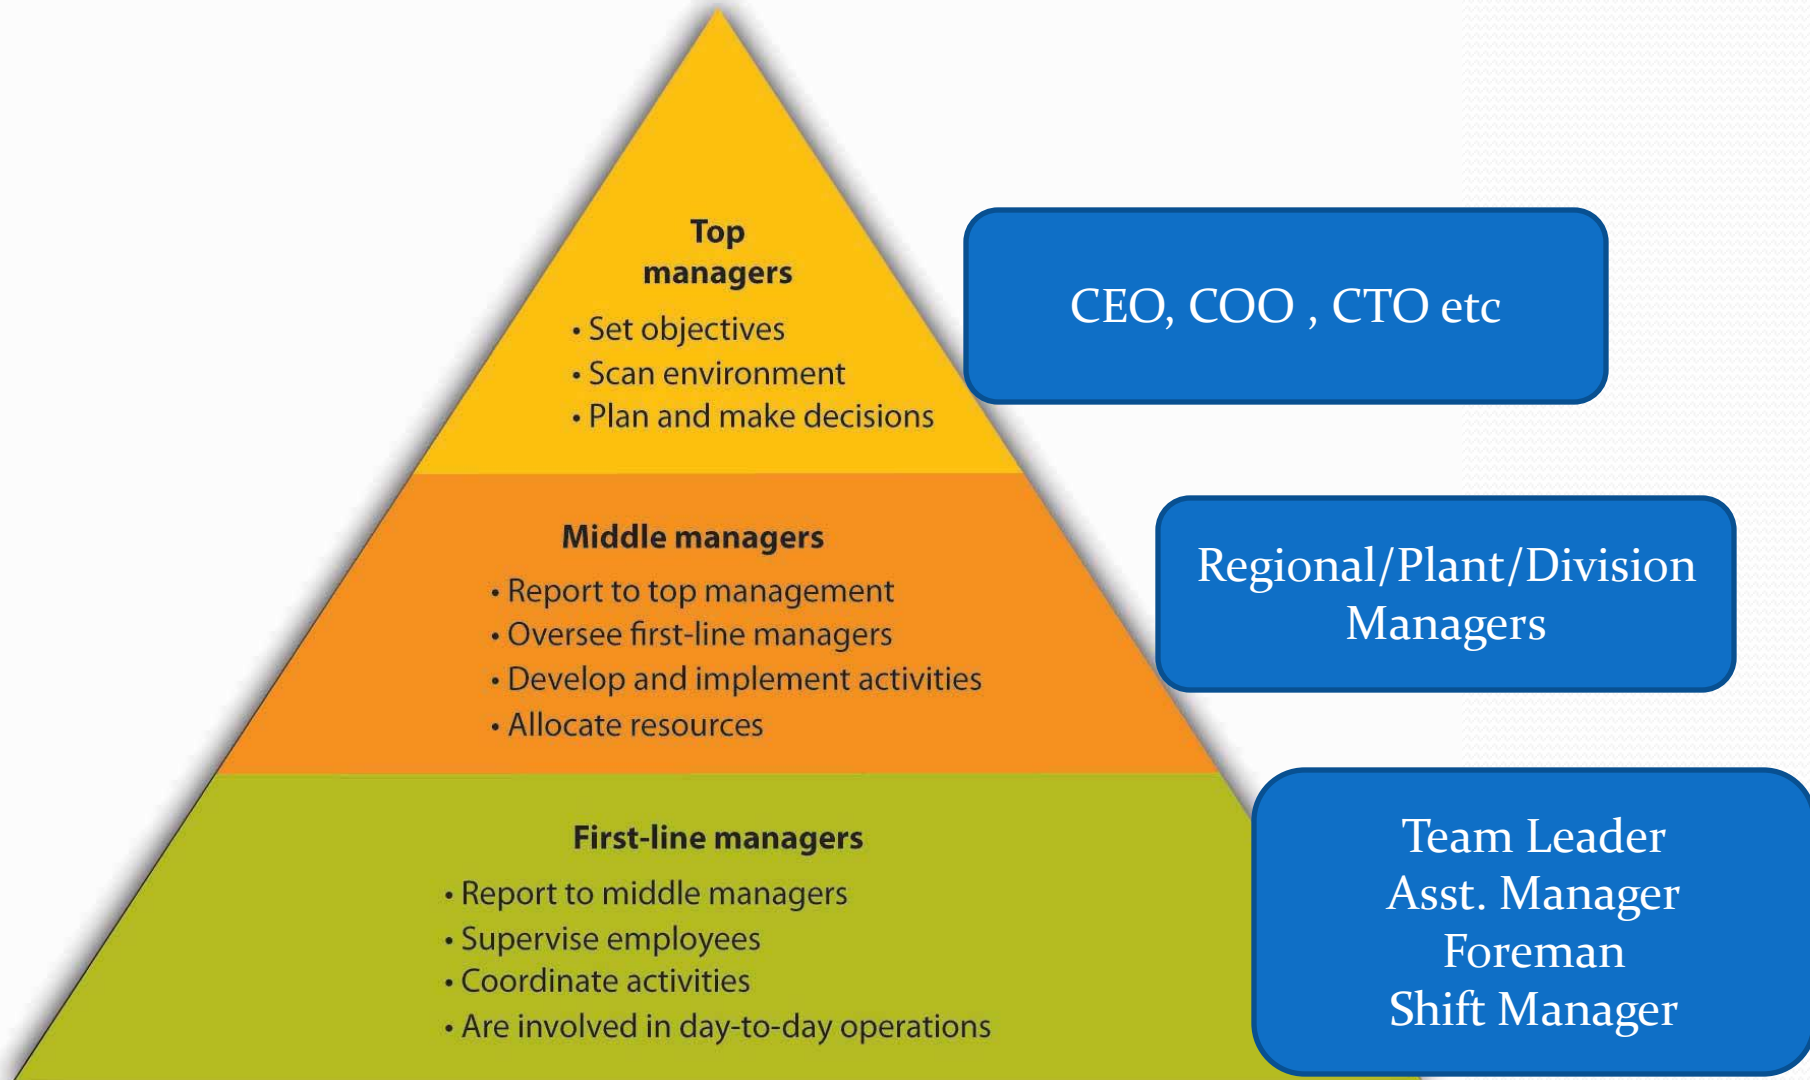 Top
managers
• Set objectives
• Scan environment
• Plan and make decisions
CEO, COO , CTO etc
Middle managers
• Report to top management
• Oversee first-line managers
• Develop and implement activities
• Allocate resources
Regional/Plant/Division
Managers
First-line managers
• Report to middle managers
• Supervise employees
• Coordinate activities
• Are involved in day-to-day operations
Team Leader
Asst. Manager
Foreman
Shift Manager